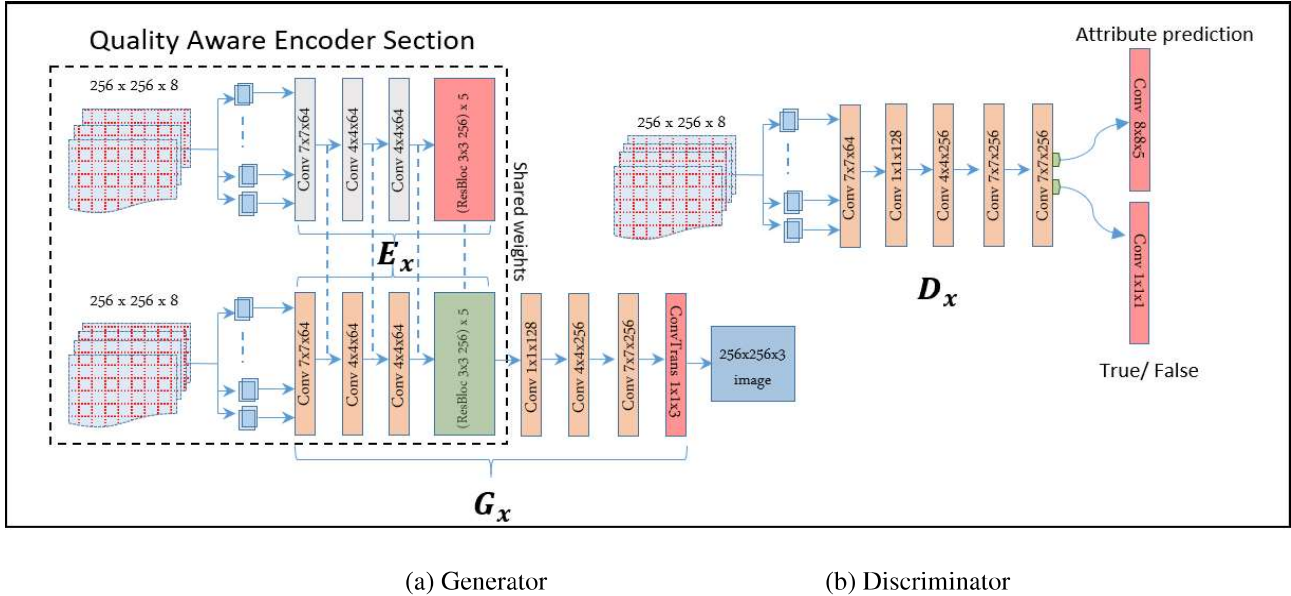 Quality Aware Encoder Section
256 x 256 x 8
Conv 7x7x64
Conv 4x4x64
Conv 4x4x64
(ResBloc 3x3 256) x 5
Shared weights
E x
256 x 256 x 8
Conv 7x7x64
Conv 4x4x64
Conv 4x4x64
(ResBloc 3x3 256) x 5
Conv 1x1x128
Conv 4x4x256
Conv 7x7x256
ConvTrans 1x1x3
256x256x3
image
G x
256 x 256 x 8
Conv 7x7x64
Conv 1x1x128
Conv 4x4x256
Conv 7x7x256
Conv 7x7x256
D x
Attribute prediction
Conv 8x8x5
Conv 1x1x1
True/ False
(a) Generator
(b) Discriminator